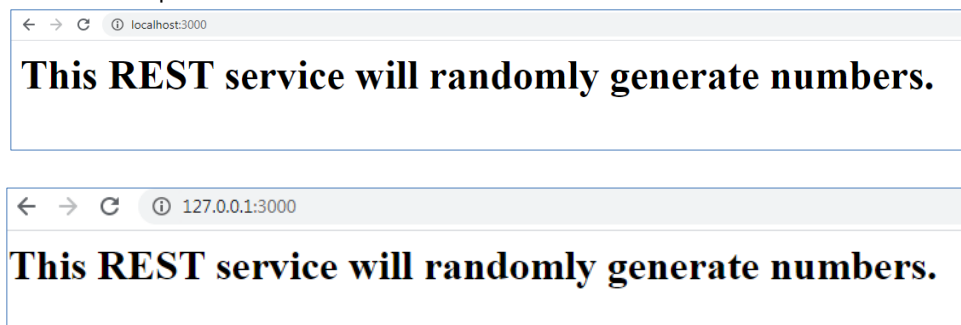 localhost:3000
This REST service will randomly generate numbers.
127.0.0.1:3000
This REST service will randomly generate numbers.